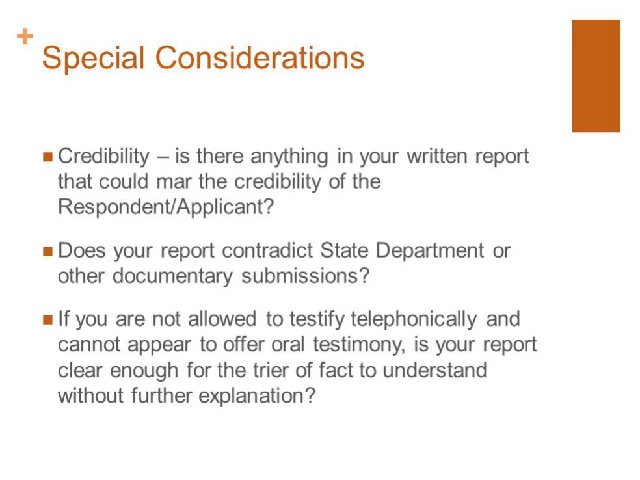 +
Special Considerations
Credibility – is there anything in your written report
that could mar the credibility of the
Respondent/Applicant?
Does your report contradict State Department or
other documentary submissions?
If you are not allowed to testify telephonically and
cannot appear to offer oral testimony, is your report
clear enough for the trier of fact to understand
without further explanation?